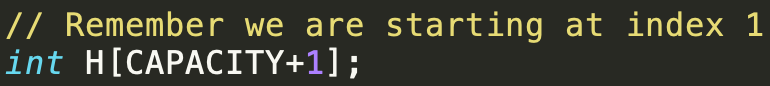 // Remember we are starting at index 1
int H[CAPACITY+1];